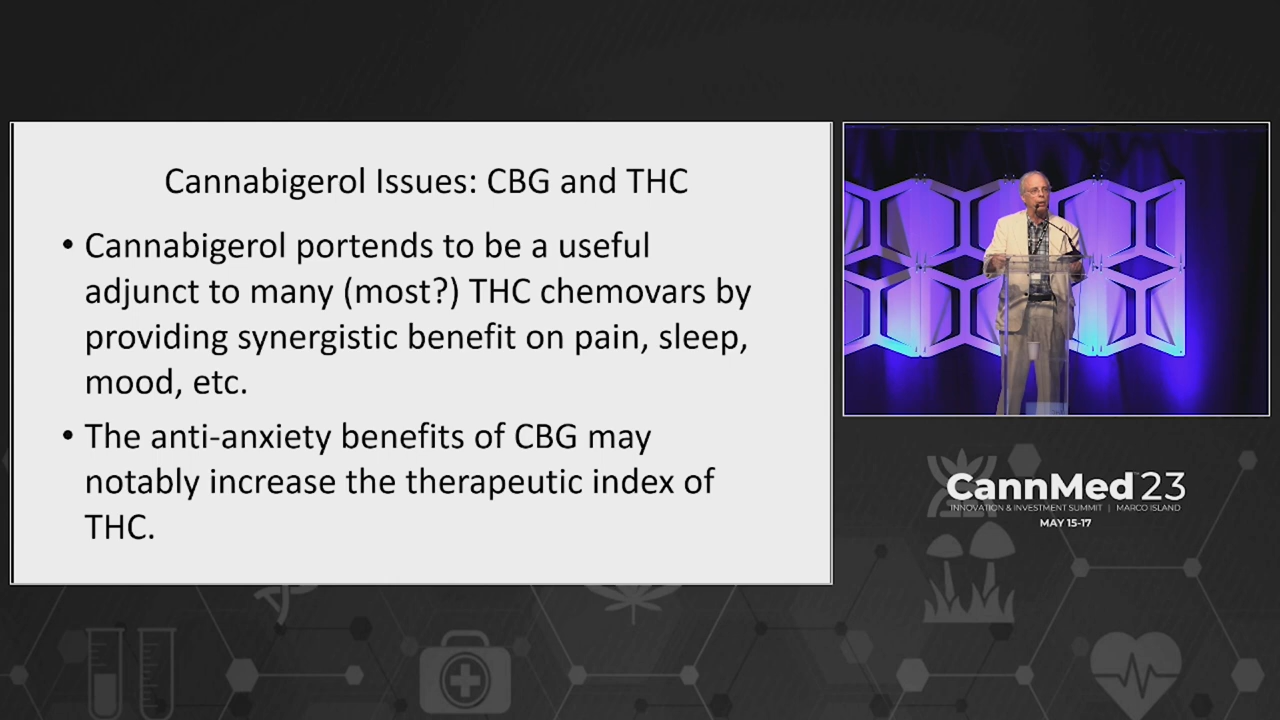 Cannabigerol Issues: CBG and THC
• Cannabigerol portends to be a useful
adjunct to many (most?) THC chemovars by
providing synergistic benefit on pain, sleep,
mood, etc.
• The anti-anxiety benefits of CBG may
notably increase the therapeutic index of
THC.
CannMed™23
INNOVATION & INVESTMENT SUMMIT | MARCO ISLAND
MAY 15-17